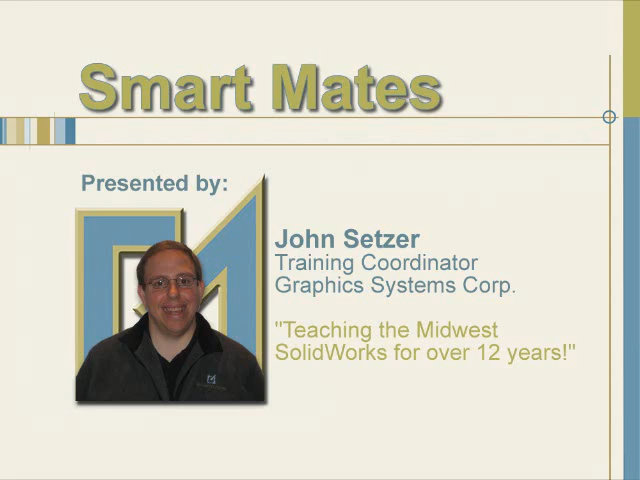 Smart Mates
Presented by:
John Setzer
Training Coordinator
Graphics Systems Corp.
"Teaching the Midwest
SolidWorks for over 12 years!"